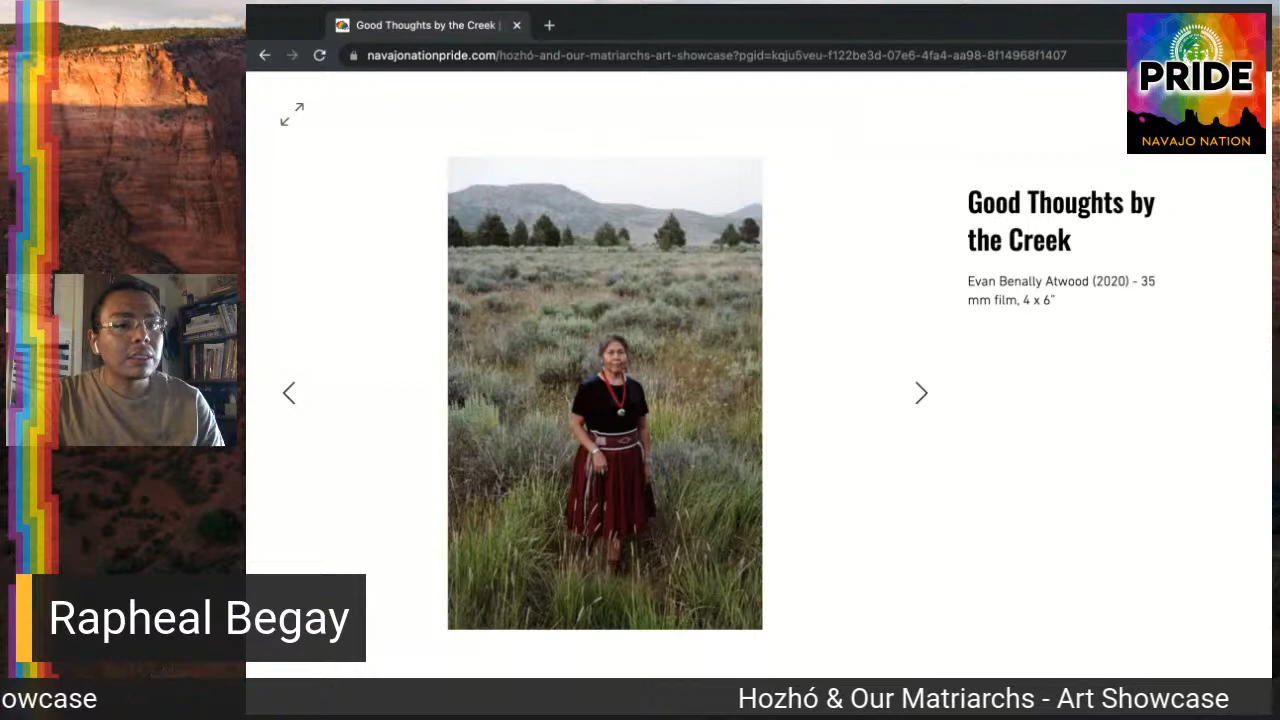 Good Thoughts by the Creek |
navajonationpride.com/hozhó-and-our-matriarchs-art-showcase?pgid=kqju5veu-f122be3d-07e6-4fa4-aa98-8f14968f1407
PRIDE
NAVAJO NATION
Good Thoughts by
the Creek
Evan Benally Atwood (2020) - 35
mm film, 4 x 6”
Rapheal Begay
owcase
Hozhó & Our Matriarchs - Art Showcase